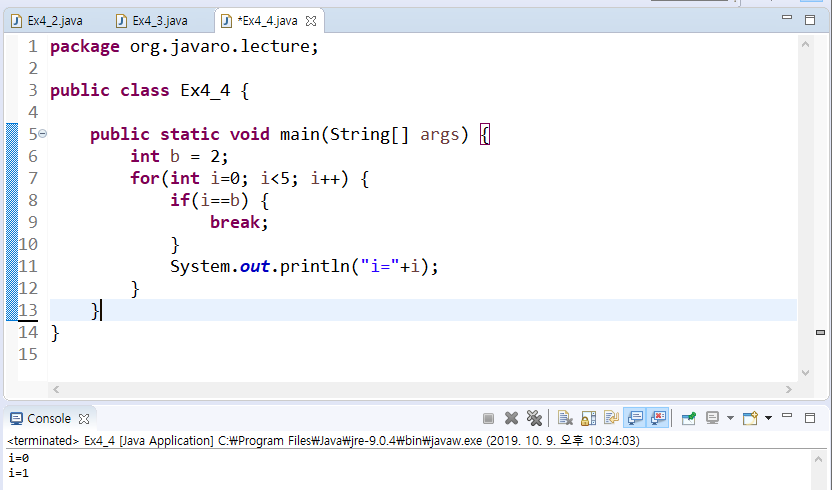 Ex4_2.java Ex4_3.java *Ex4_4.java
1 package org.javaro.lecture;
2
3 public class Ex4_4 {
4
5 public static void main(String[] args) {
6 int b = 2;
7 for(int i=0; i<5; i++) {
8 if(i==b) {
9 break;
10 }
11 System.out.println("i="+i);
12 }
13 }
14 }
15
Console
<terminated> Ex4_4 [Java Application] C:₩Program Files₩Java₩jre-9.0.4₩bin₩javaw.exe (2019. 10. 9. 오후 10:34:03)
i=0
i=1